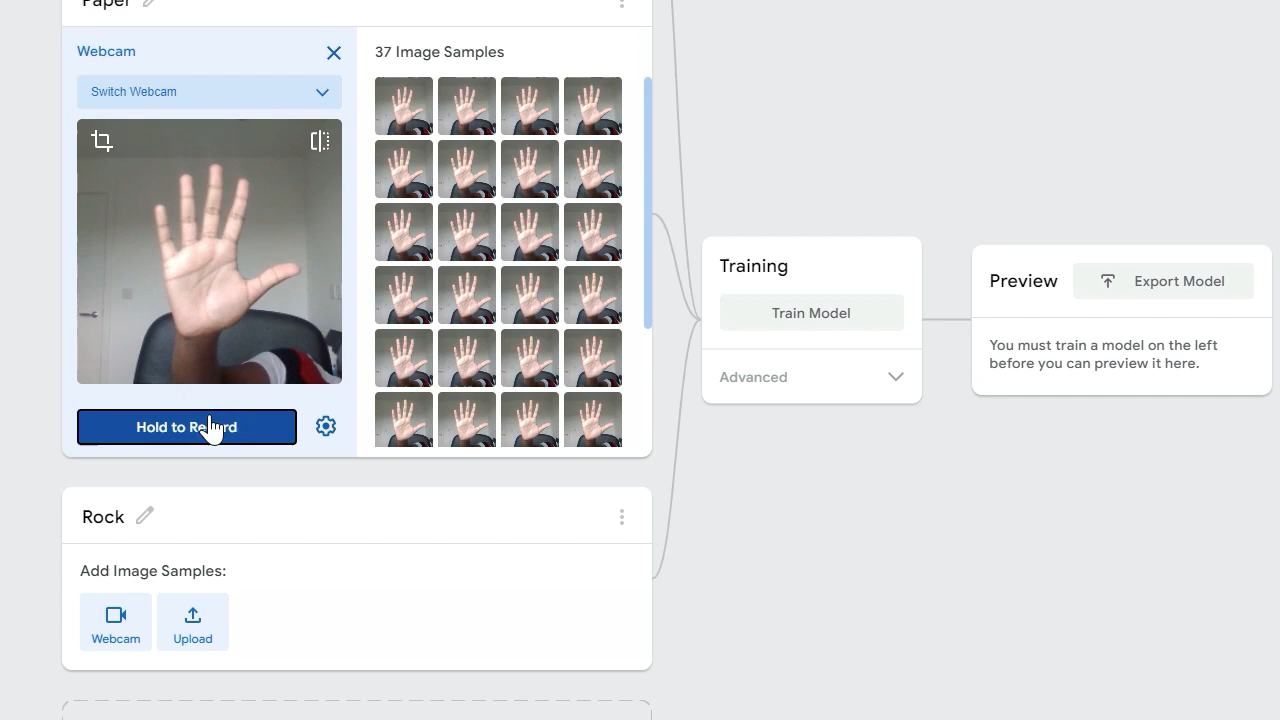 Paper
Webcam
37 Image Samples
Switch Webcam
Hold to Record
Training
Train Model
Advanced
Preview
Export Model
You must train a model on the left
before you can preview it here.
Rock
Add Image Samples:
Webcam
Upload